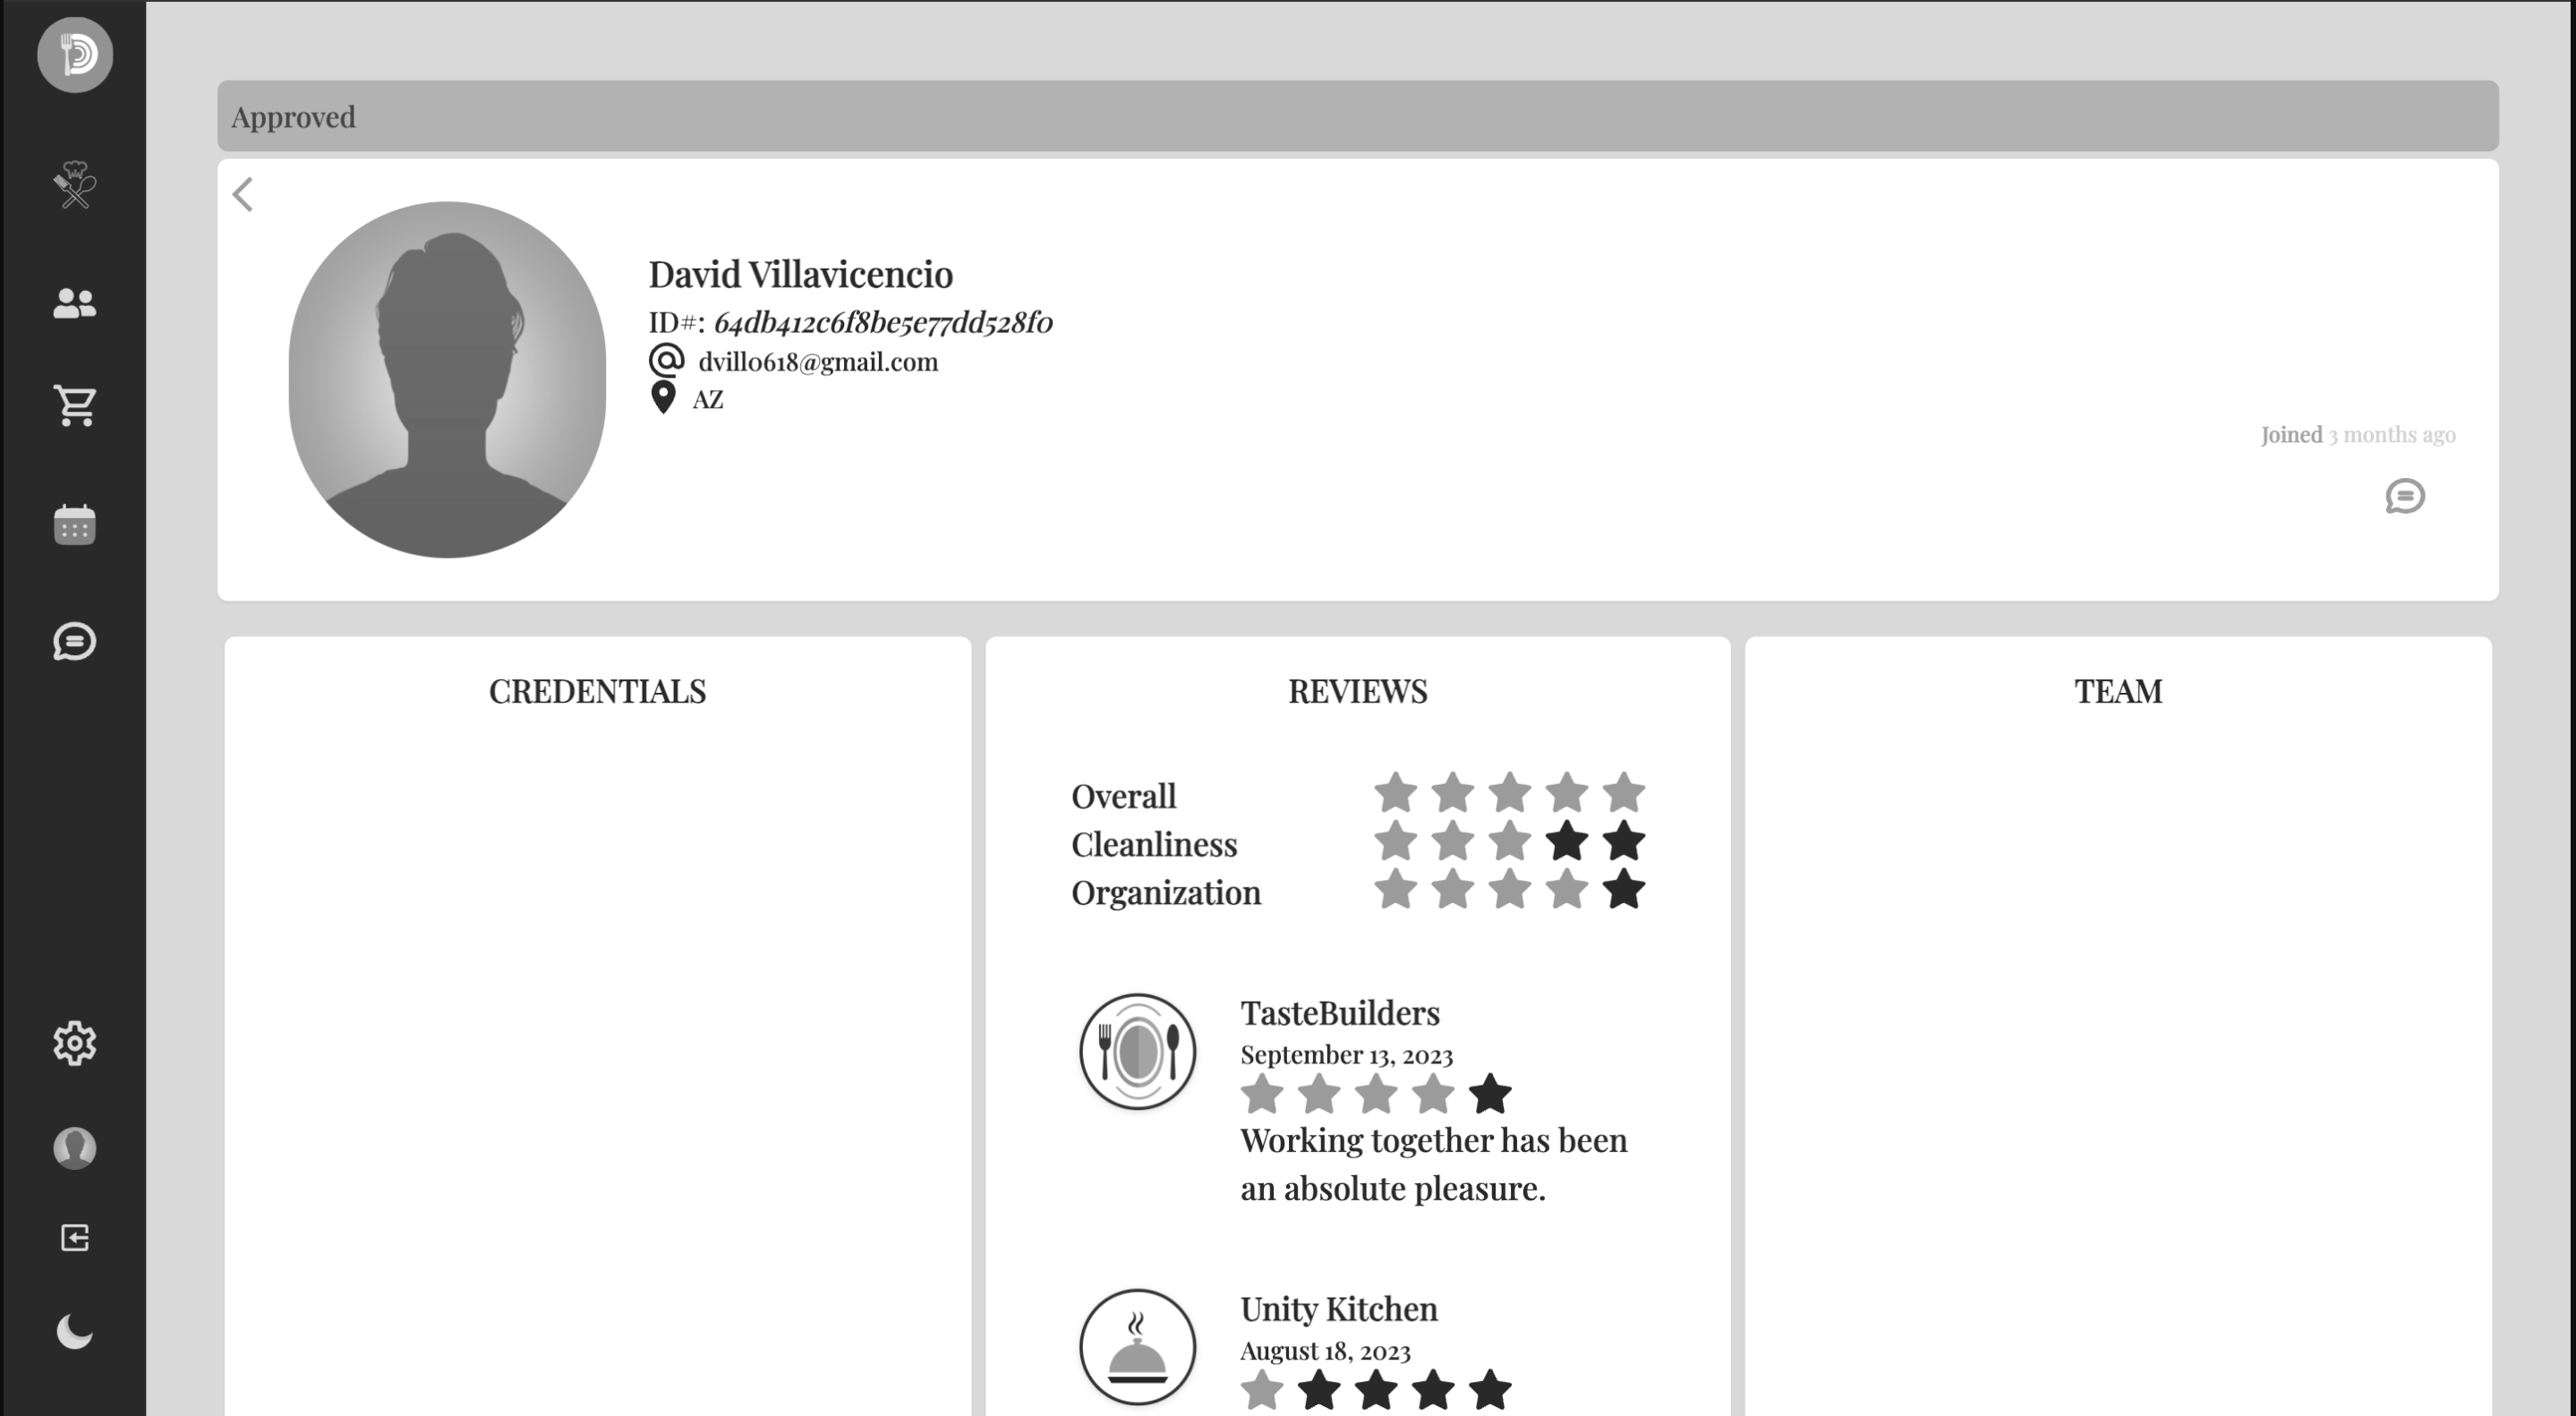 Approved
David Villavicencio
ID#: 64db412c6f8be5e77dd528f0
dvill0618@gmail.com
AZ
Joined 3 months ago
CREDENTIALS
REVIEWS
Overall
Cleanliness
Organization
TasteBuilders
September 13, 2023
Working together has been
an absolute pleasure.
Unity Kitchen
August 18, 2023
TEAM